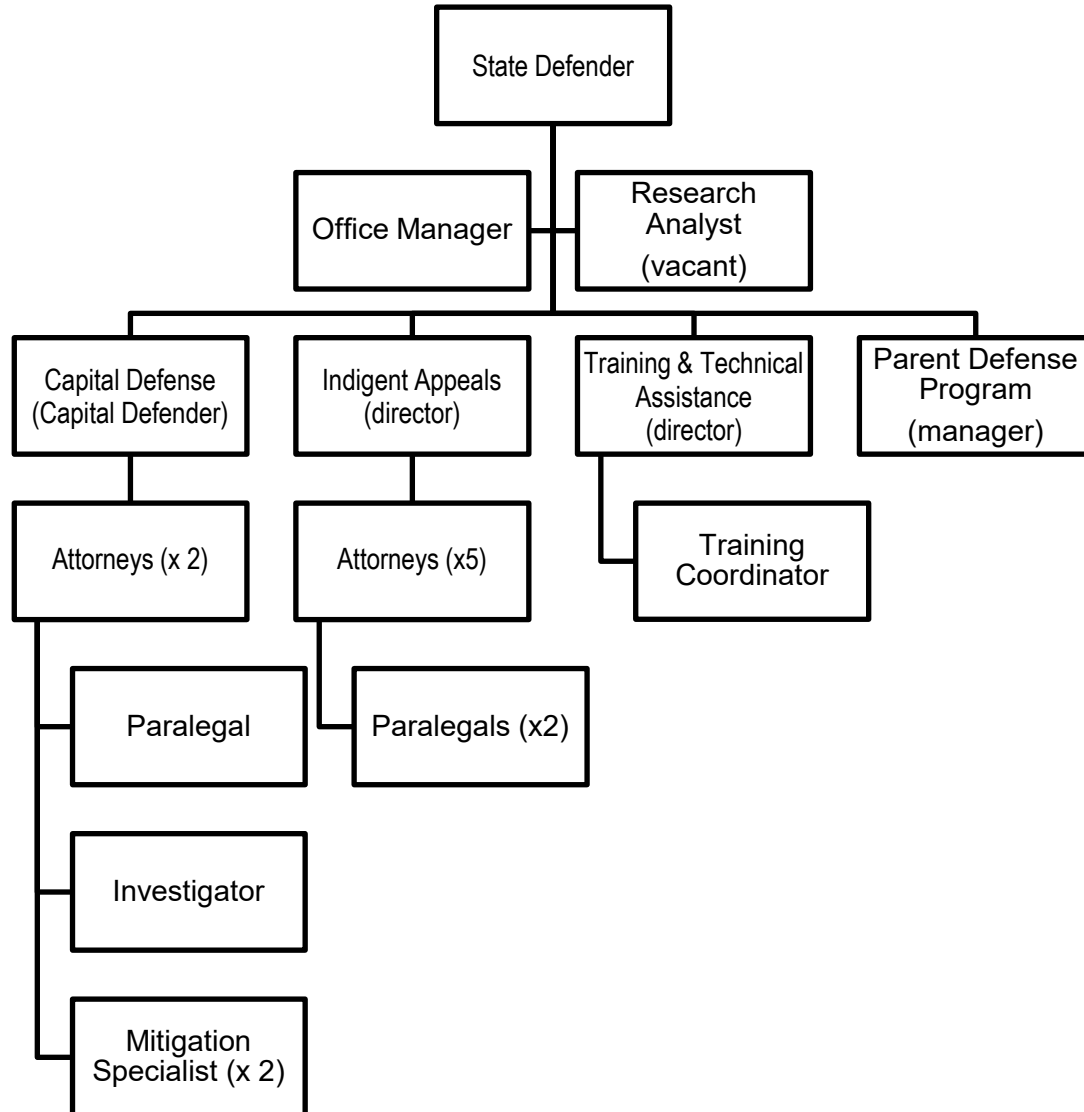 State Defender
Office Manager
Research
Analyst
(vacant)
Capital Defense
(Capital Defender)
Indigent Appeals
(director)
Training & Technical
Assistance
(director)
Parent Defense
Program
(manager)
Attorneys (x 2)
Attorneys (x5)
Training
Coordinator
Paralegal
Paralegals (x2)
Investigator
Mitigation
Specialist (x 2)